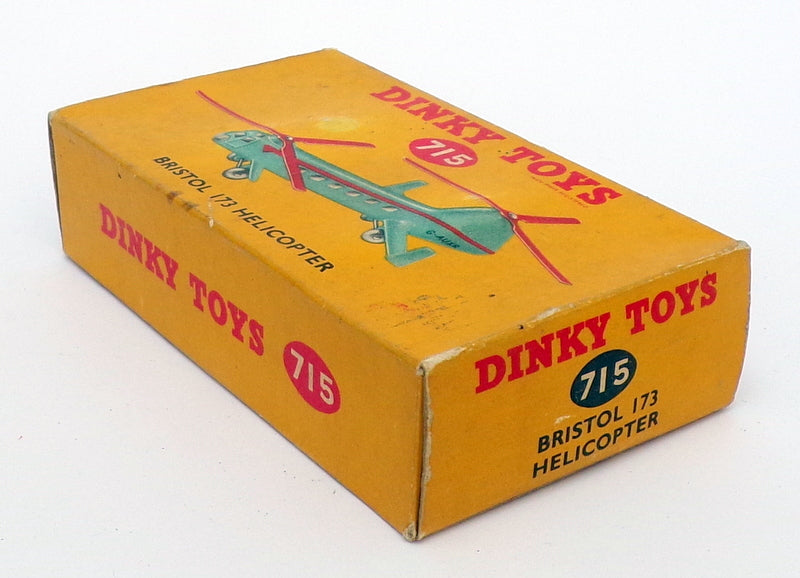 DINKY TOYS
715
BRISTOL 173 HELICOPTER
DINKY TOYS
715
DINKY TOYS
715
BRISTOL 173
HELICOPTER